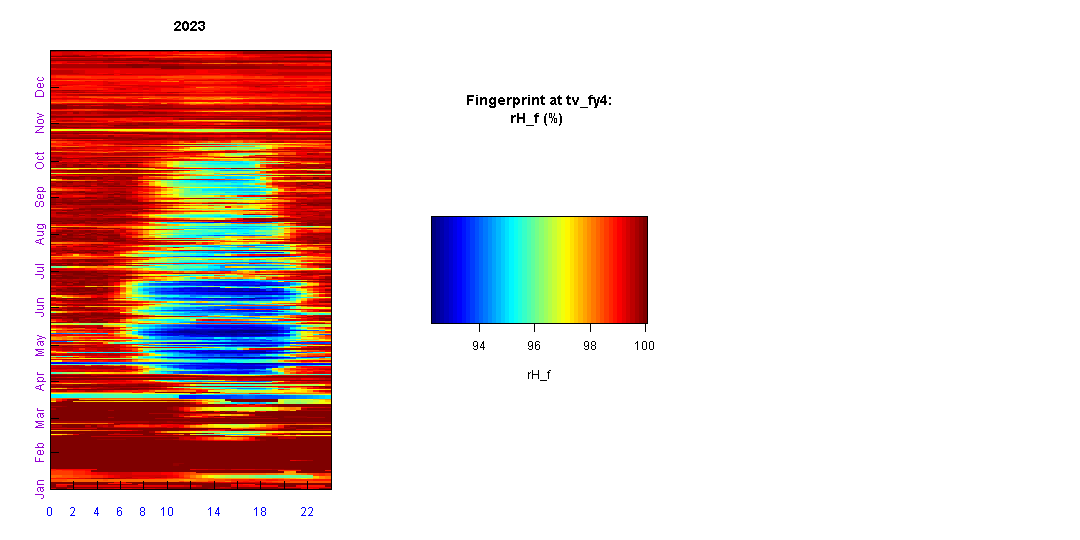 2023
Fingerprint at tv_fy4:
rH_f (%)
Dec
Nov
Oct
Sep
Aug
Jul
Jun
May
Apr
Mar
Feb
Jan
0 2 4 6 8 10 14 18 22
94 96 98 100
rH_f